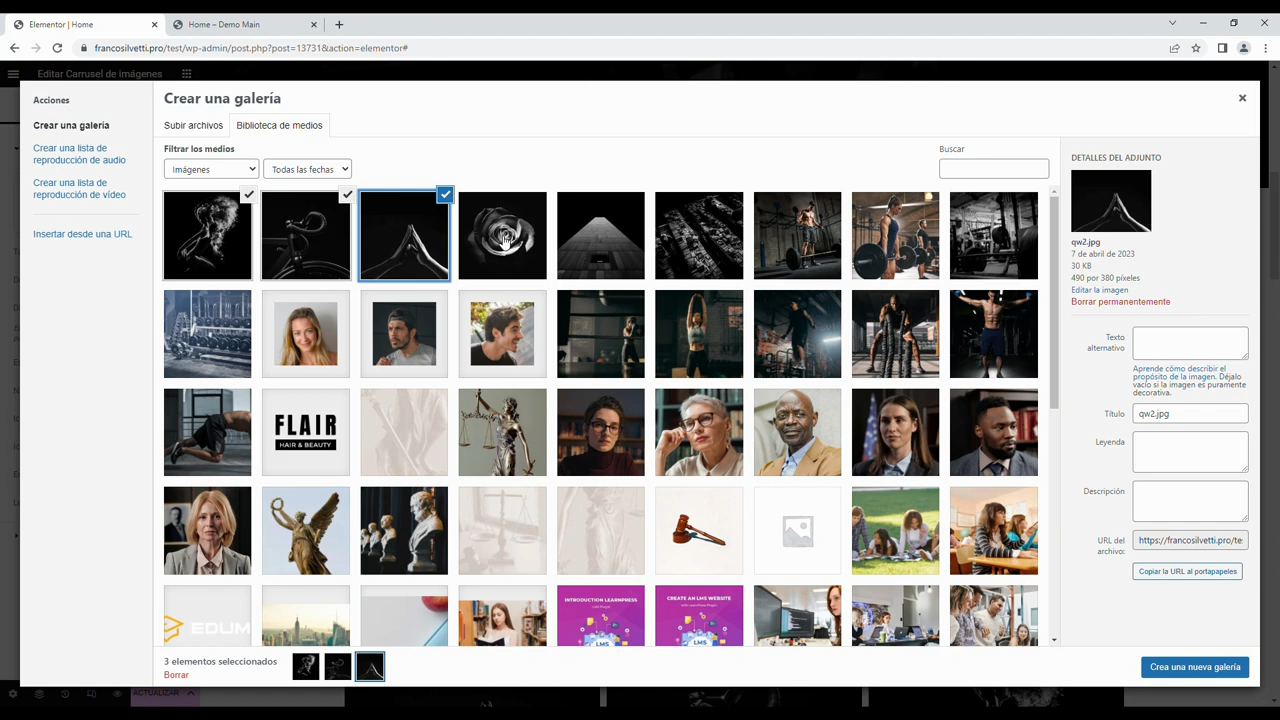 Elementor | Home
Home – Demo Main
francosilvetti.pro/test/wp-admin/post.php?post=13731&action=elementor#
Editar Carrusel de imágenes
Acciones
Crear una galería
Crear una lista de
reproducción de audio
Crear una lista de
reproducción de vídeo
Insertar desde una URL
Crear una galería
Subir archivos
Biblioteca de medios
Filtrar los medios
Imágenes
Todas las fechas
Buscar
FLAIR
HAIR & BEAUTY
EDUM
INTRODUCTION LEARNPRESS
LMS
CREATE AN LMS WEBSITE
LMS
DETALLES DEL ADJUNTO
qw2.jpg
7 de abril de 2023
30 KB
490 por 380 píxeles
Editar la imagen
Borrar permanentemente
Texto
alternativo
Aprende cómo describir el
propósito de la imagen. Déjalo
vacío si la imagen es puramente
decorativa.
Título
qw2.jpg
Leyenda
Descripción
URL del
archivo:
https://francosilvetti.pro/te
Copiar la URL al portapapeles
3 elementos seleccionados
Borrar
Crea una nueva galería
ACTUALIZAR